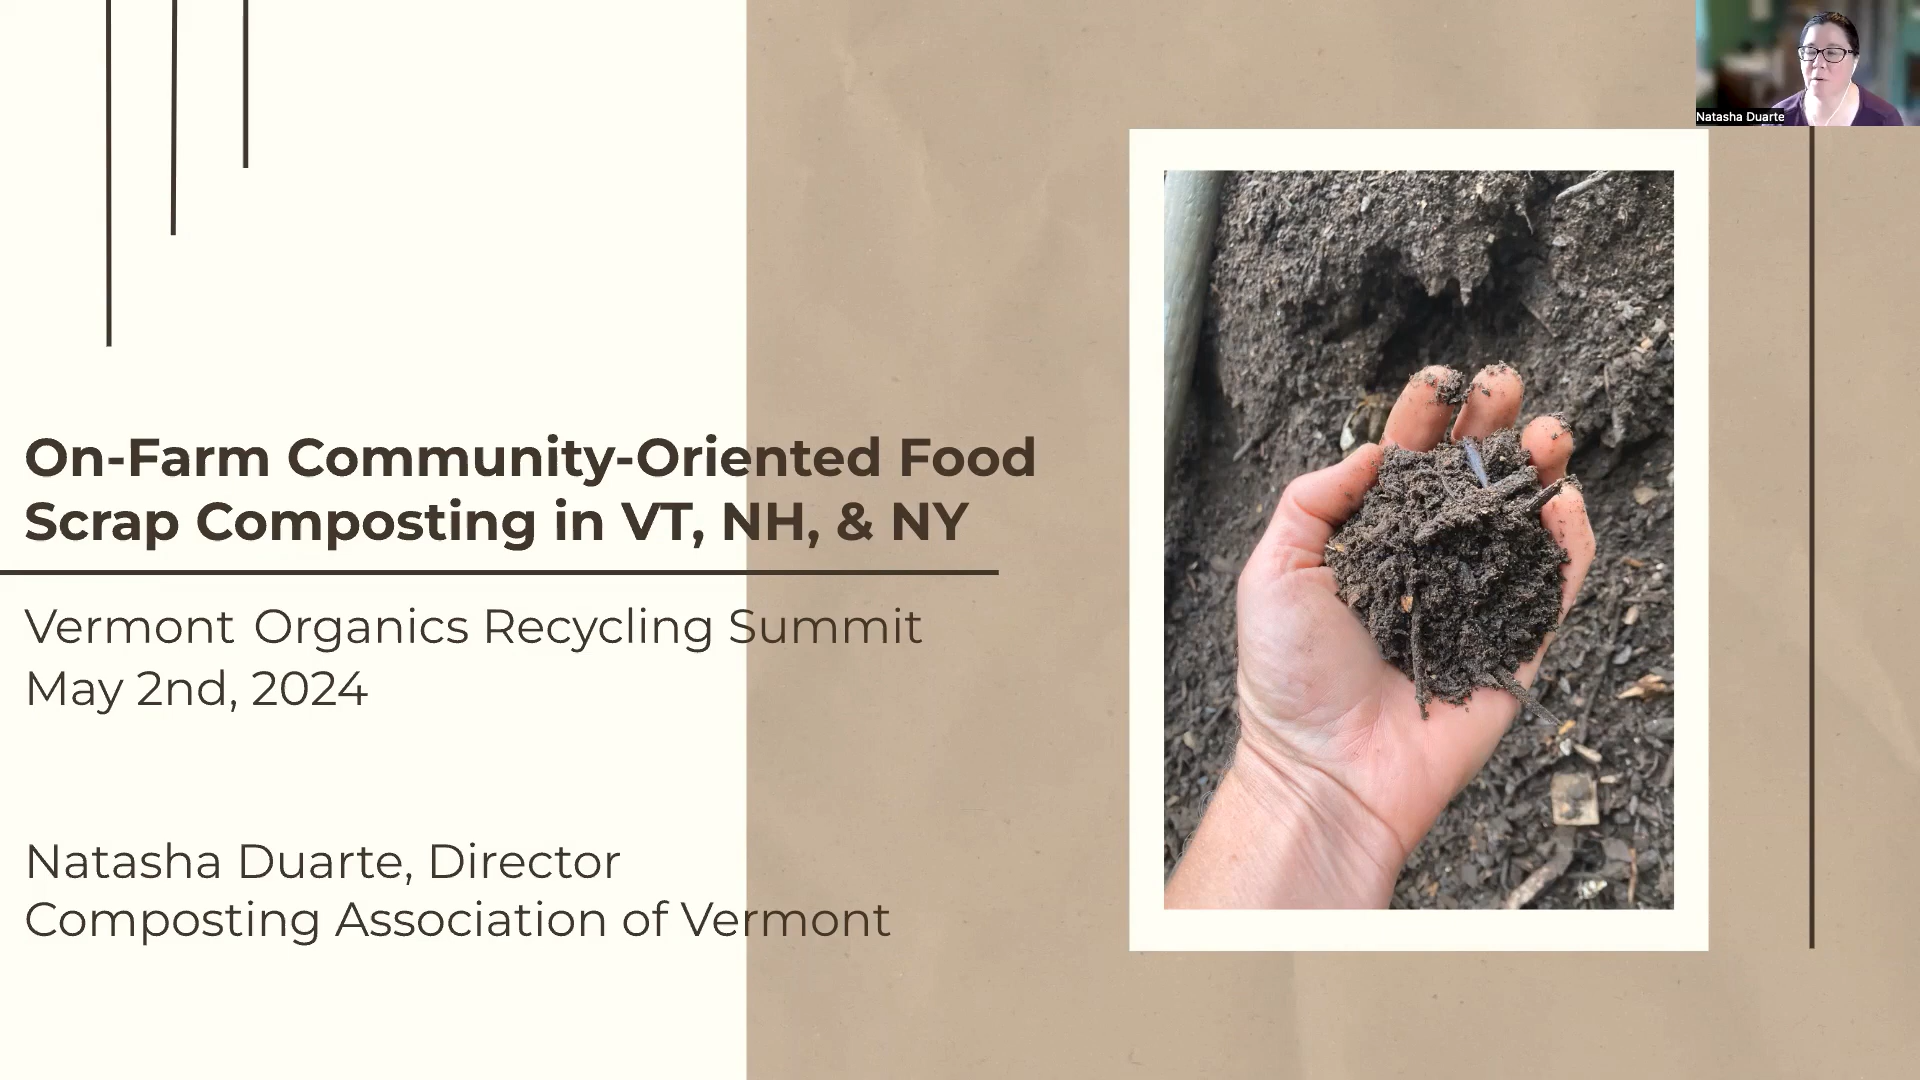 On-Farm Community-Oriented Food
Scrap Composting in VT, NH, & NY
Vermont Organics Recycling Summit
May 2nd, 2024
Natasha Duarte, Director
Composting Association of Vermont
Natasha Duarte